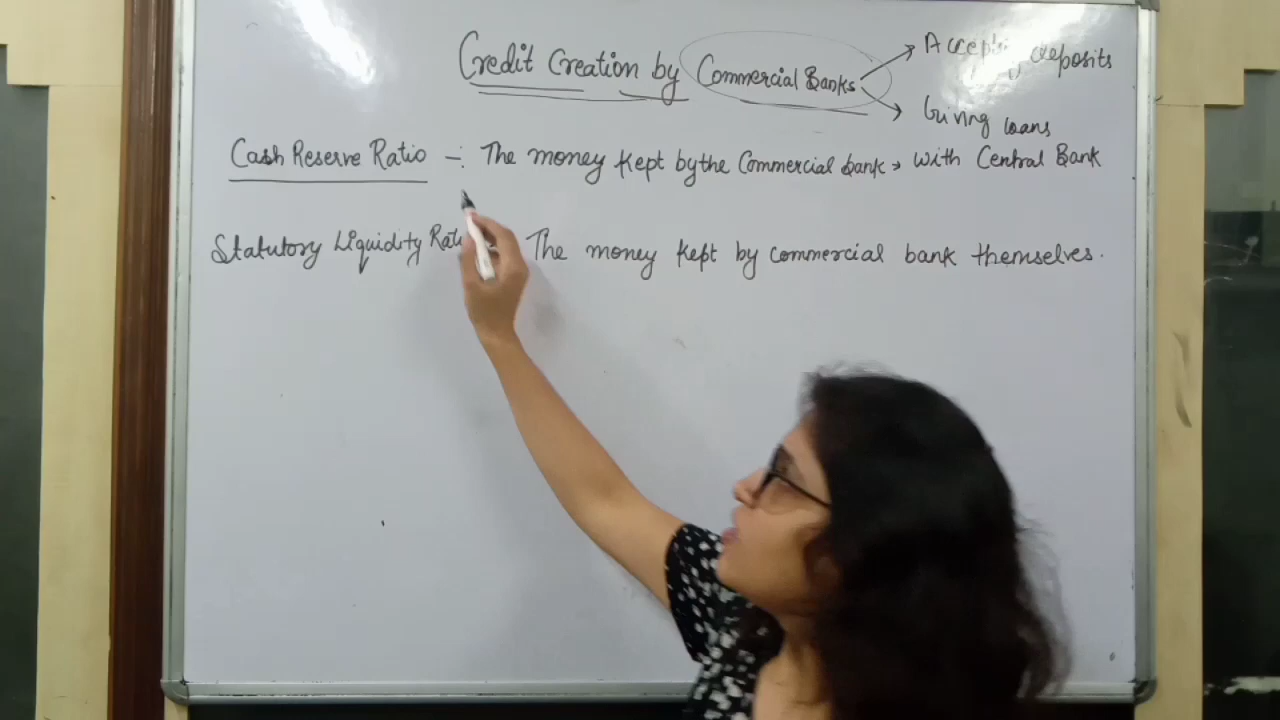 Credit Creation by Commercial Banks
Accepting deposits
Giving loans
Cash Reserve Ratio -: The money kept by the Commercial bank, with Central Bank
Statutory Liquidity The money kept by commercial bank themselves.